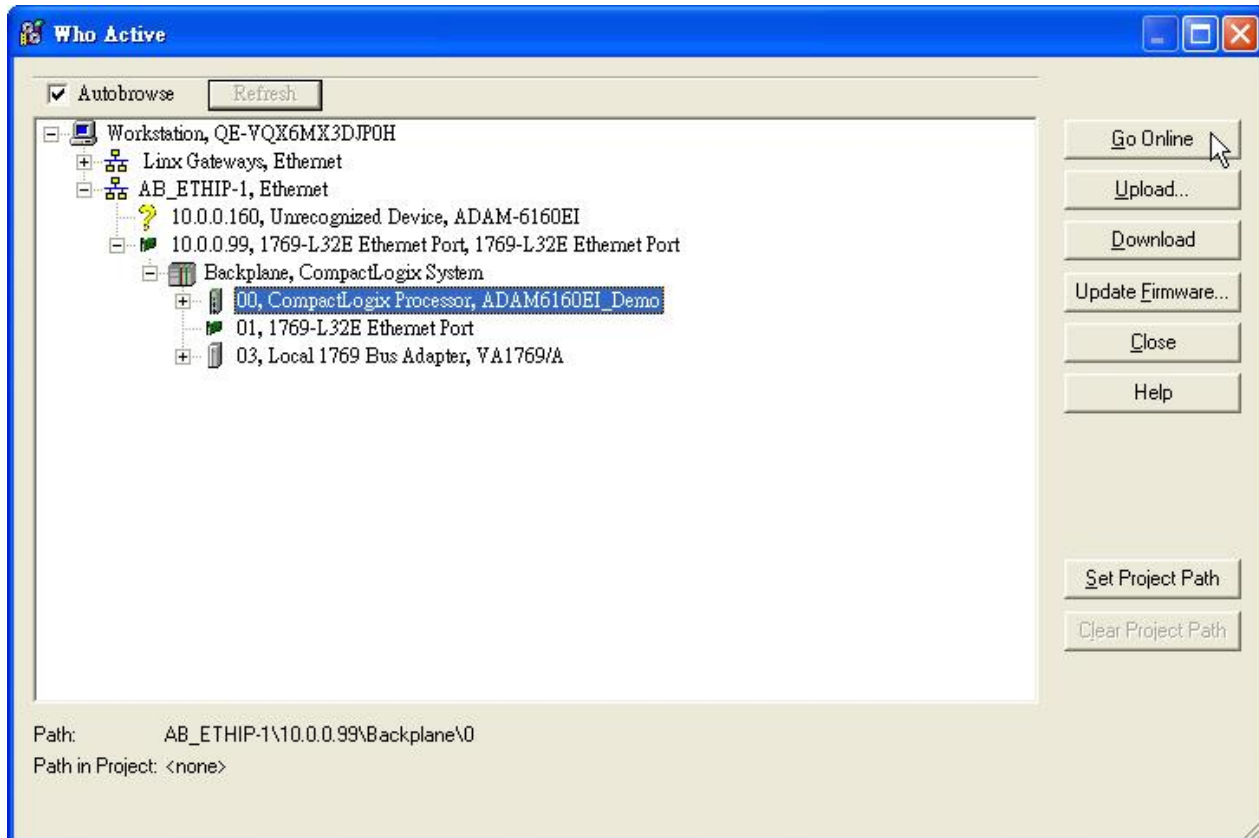 Who Active
Autobrowse Refresh
Workstation, QE-VQX6MX3DJP0H
Linx Gateways, Ethernet
AB_ETHIP-1, Ethernet
10.0.0.160, Unrecognized Device, ADAM-6160EI
10.0.0.99, 1769-L32E Ethernet Port, 1769-L32E Ethernet Port
Backplane, CompactLogix System
00, CompactLogix Processor, ADAM6160EI_Demo
01, 1769-L32E Ethernet Port
03, Local 1769 Bus Adapter, VA1769/A
Go Online
Upload...
Download
Update Firmware...
Close
Help
Set Project Path
Clear Project Path
Path: AB_ETHIP-1\10.0.0.99\Backplane\0
Path in Project: <none>